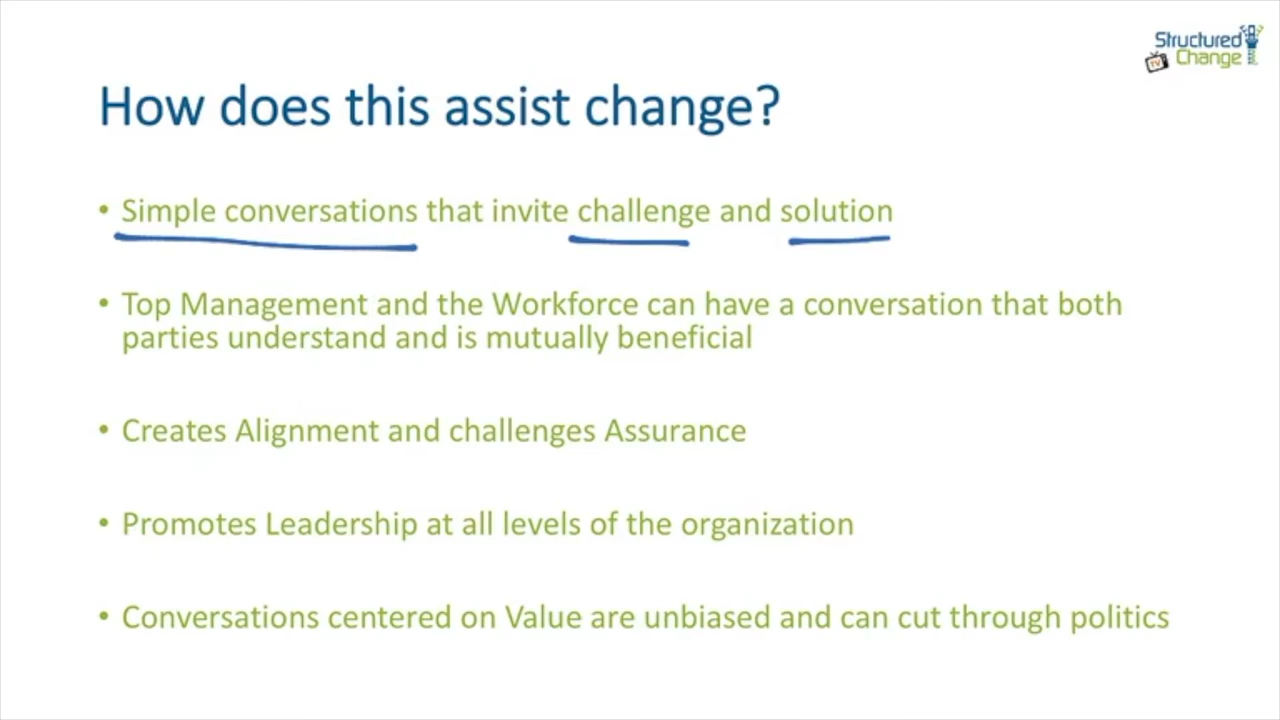 Structured
TV Change
How does this assist change?
• Simple conversations that invite challenge and solution
• Top Management and the Workforce can have a conversation that both
parties understand and is mutually beneficial
• Creates Alignment and challenges Assurance
• Promotes Leadership at all levels of the organization
• Conversations centered on Value are unbiased and can cut through politics